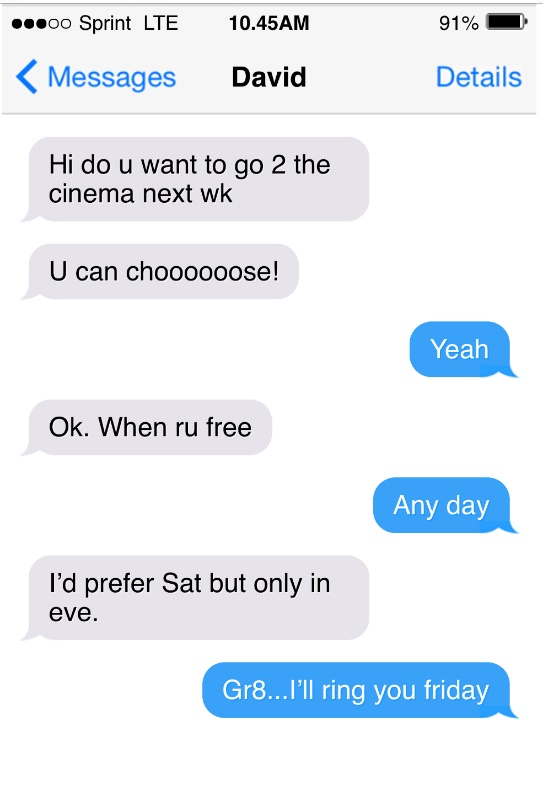 Sprint LTE 10.45AM 91%
Messages David Details
Hi do u want to go 2 the
cinema next wk
U can choooooose!
Yeah
Ok. When ru free
Any day
I'd prefer Sat but only in
eve.
Gr8...I'll ring you friday